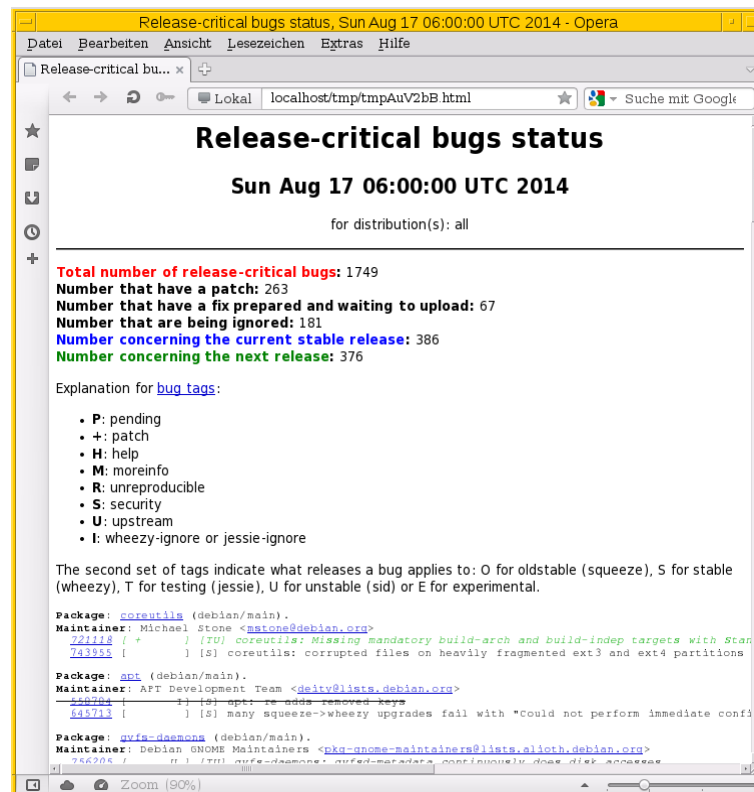 Release-critical bugs status, Sun Aug 17 06:00:00 UTC 2014 - Opera
Datei Bearbeiten Ansicht Lesezeichen Extras Hilfe
Release-critical bu... ×
Lokal localhost/tmp/tmpAuV2bB.html Suche mit Google
Release-critical bugs status
Sun Aug 17 06:00:00 UTC 2014
for distribution(s): all
Total number of release-critical bugs: 1749
Number that have a patch: 263
Number that have a fix prepared and waiting to upload: 67
Number that are being ignored: 181
Number concerning the current stable release: 386
Number concerning the next release: 376
Explanation for bug tags:
• P: pending
• +: patch
• H: help
• M: moreinfo
• R: unreproducible
• S: security
• U: upstream
• I: wheezy-ignore or jessie-ignore
The second set of tags indicate what releases a bug applies to: O for oldstable (squeeze), S for stable
(wheezy), T for testing (jessie), U for unstable (sid) or E for experimental.
Package: coreutils (debian/main).
Maintainer: Michael Stone <mstone@debian.org>
721118 [ + ] [TU] coreutils: Missing mandatory build-arch and build-indep targets with Stan
743955 [ ] [S] coreutils: corrupted files on heavily fragmented ext3 and ext4 partitions
Package: apt (debian/main).
Maintainer: APT Development Team <deity@lists.debian.org>
558784 [ I] [S] apt: re adds removed keys
645713 [ ] [S] many squeeze->wheezy upgrades fail with "Could not perform immediate confi
Package: gvfs-daemons (debian/main).
Maintainer: Debian GNOME Maintainers <pkg-gnome-maintainers@lists.alioth.debian.org>
756205 [ U ] [TU] gvfs-daemons: gvfsd-metadata continuously does disk accesses
Zoom (90%)